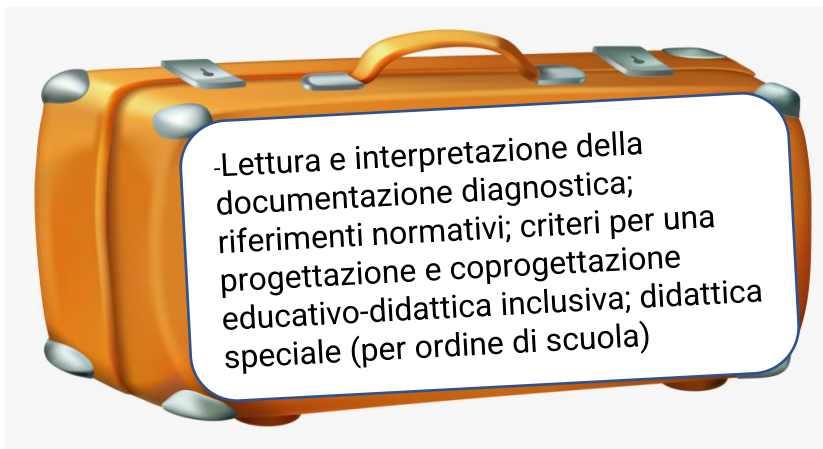 -Lettura e interpretazione della
documentazione diagnostica;
riferimenti normativi; criteri per una
progettazione e coprogettazione
educativo-didattica inclusiva; didattica
speciale (per ordine di scuola)